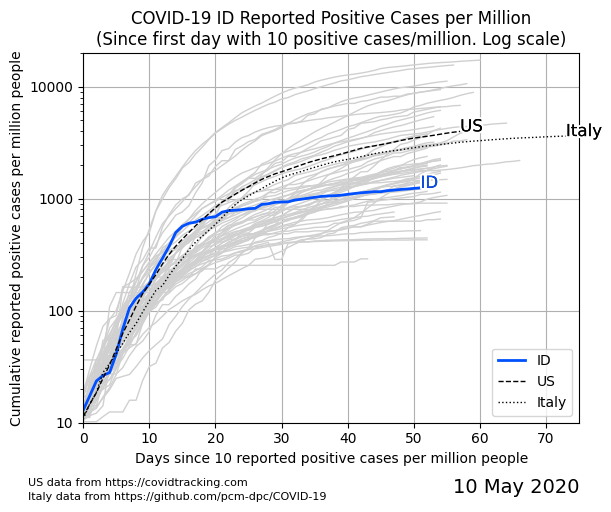 COVID-19 ID Reported Positive Cases per Million
(Since first day with 10 positive cases/million. Log scale)
Cumulative reported positive cases per million people
10000
1000
100
10
US
Italy
ID
ID
US
Italy
0 10 20 30 40 50 60 70
Days since 10 reported positive cases per million people
US data from https://covidtracking.com
Italy data from https://github.com/pcm-dpc/COVID-19
10 May 2020